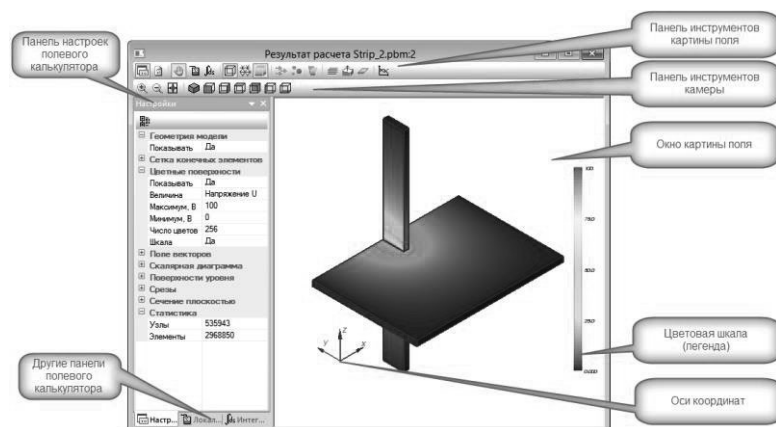 Панель настроек
полевого
калькулятора
Панель инструментов
картины поля
Результат расчета Strip_2.pbm:2
Панель инструментов
камеры
Настройки
Геометрия модели
Показывать Да
Сетка конечных элементов
Цветные поверхности
Показывать Да
Величина Напряжение U
Максимум, В 100
Минимум, В 0
Число цветов 256
Шкала Да
Поле векторов
Скалярная диаграмма
Поверхности уровня
Срезы
Сечение плоскостью
Статистика
Узлы 535943
Элементы 2968850
Окно картины поля
z
y
x
Цветовая шкала
(легенда)
Другие панели
полевого
калькулятора
Настр... Локал... Интег...
Оси координат